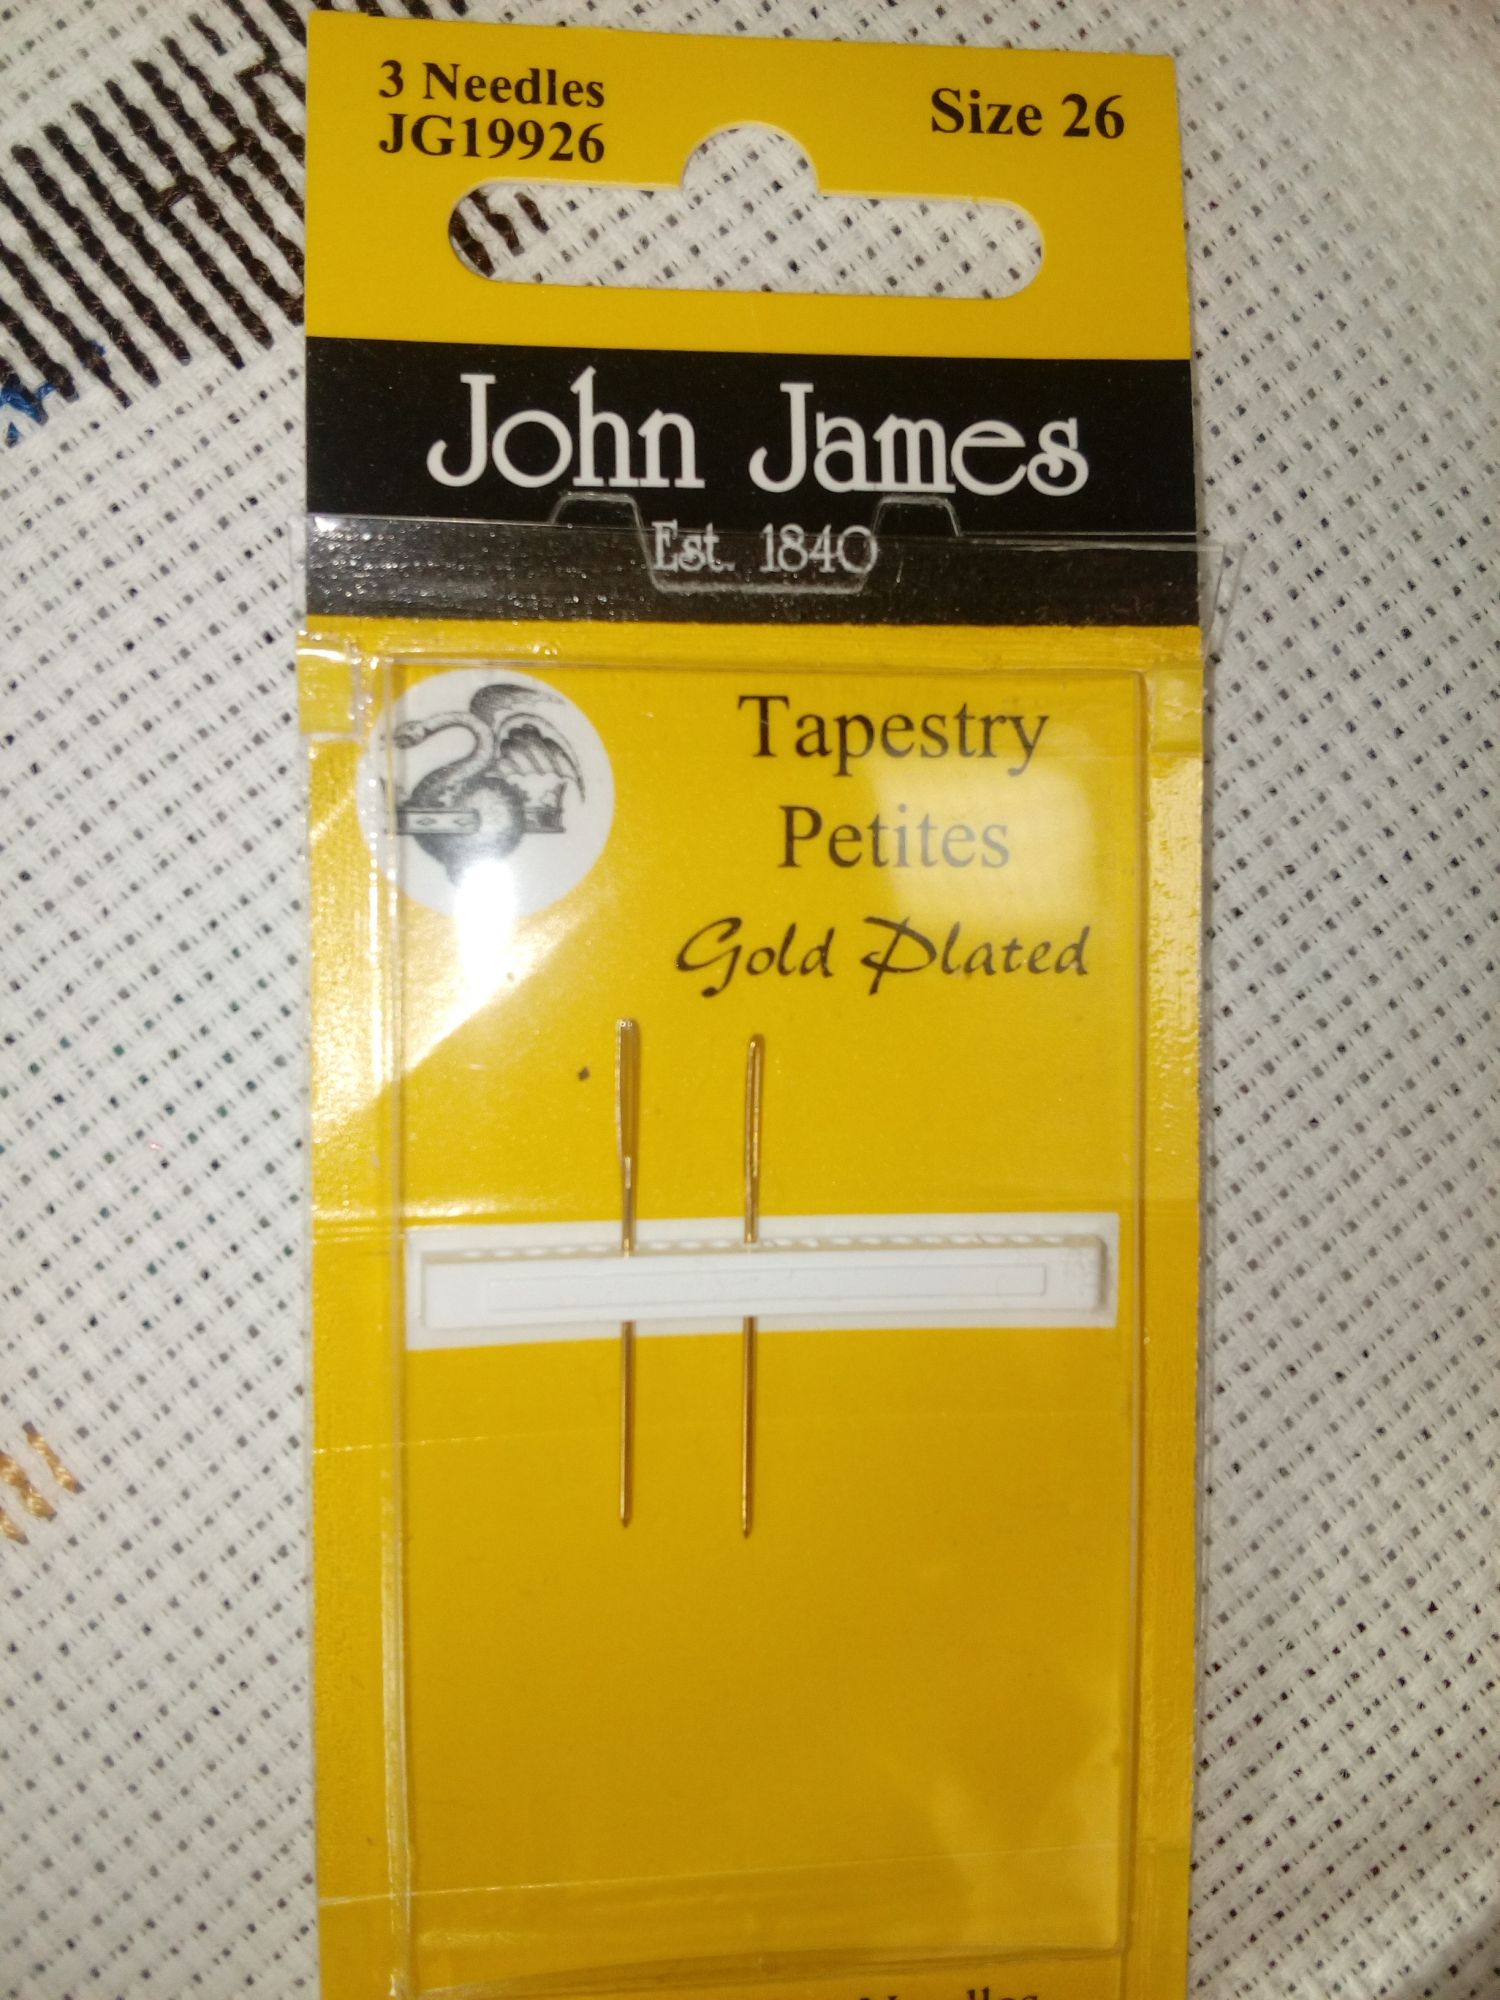 3 Needles
JG19926
Size 26
John James
Est. 1840
Tapestry
Petites
Gold Plated